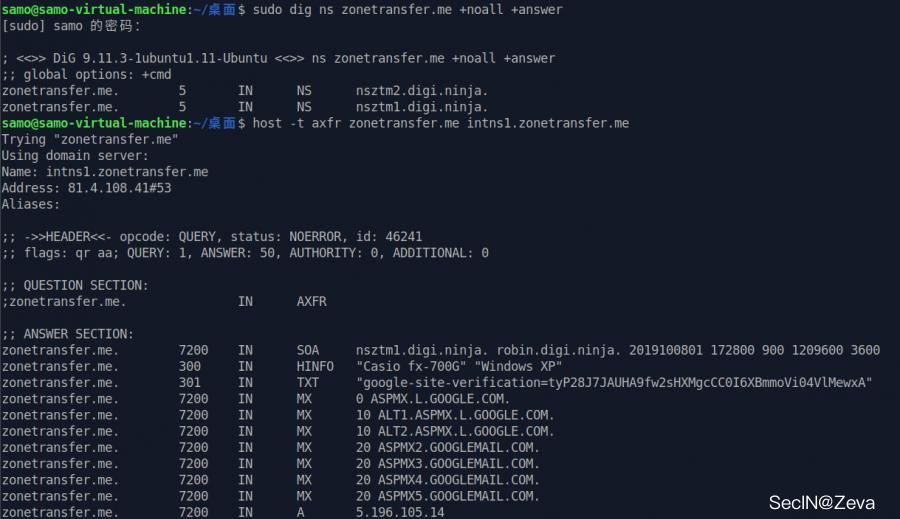 samo@samo-virtual-machine:~/桌面$ sudo dig ns zonetransfer.me +noall +answer
[sudo] samo 的密码:
; <<>> DiG 9.11.3-1ubuntu1.11-Ubuntu <<>> ns zonetransfer.me +noall +answer
;; global options: +cmd
zonetransfer.me. 5 IN NS nsztm2.digi.ninja.
zonetransfer.me. 5 IN NS nsztm1.digi.ninja.
samo@samo-virtual-machine:~/桌面$ host -t axfr zonetransfer.me intns1.zonetransfer.me
Trying "zonetransfer.me"
Using domain server:
Name: intns1.zonetransfer.me
Address: 81.4.108.41#53
Aliases:
;; ->>HEADER<<- opcode: QUERY, status: NOERROR, id: 46241
;; flags: qr aa; QUERY: 1, ANSWER: 50, AUTHORITY: 0, ADDITIONAL: 0
;; QUESTION SECTION:
;zonetransfer.me. IN AXFR
;; ANSWER SECTION:
zonetransfer.me. 7200 IN SOA nsztm1.digi.ninja. robin.digi.ninja. 2019100801 172800 900 1209600 3600
zonetransfer.me. 300 IN HINFO "Casio fx-700G" "Windows XP"
zonetransfer.me. 301 IN TXT "google-site-verification=tyP28J7JAUHA9fw2sHXMgcCC0I6XBmmoVi04VlMewxA"
zonetransfer.me. 7200 IN MX 0 ASPMX.L.GOOGLE.COM.
zonetransfer.me. 7200 IN MX 10 ALT1.ASPMX.L.GOOGLE.COM.
zonetransfer.me. 7200 IN MX 10 ALT2.ASPMX.L.GOOGLE.COM.
zonetransfer.me. 7200 IN MX 20 ASPMX2.GOOGLEMAIL.COM.
zonetransfer.me. 7200 IN MX 20 ASPMX3.GOOGLEMAIL.COM.
zonetransfer.me. 7200 IN MX 20 ASPMX4.GOOGLEMAIL.COM.
zonetransfer.me. 7200 IN MX 20 ASPMX5.GOOGLEMAIL.COM.
zonetransfer.me. 7200 IN A 5.196.105.14
SecIN@Zeva